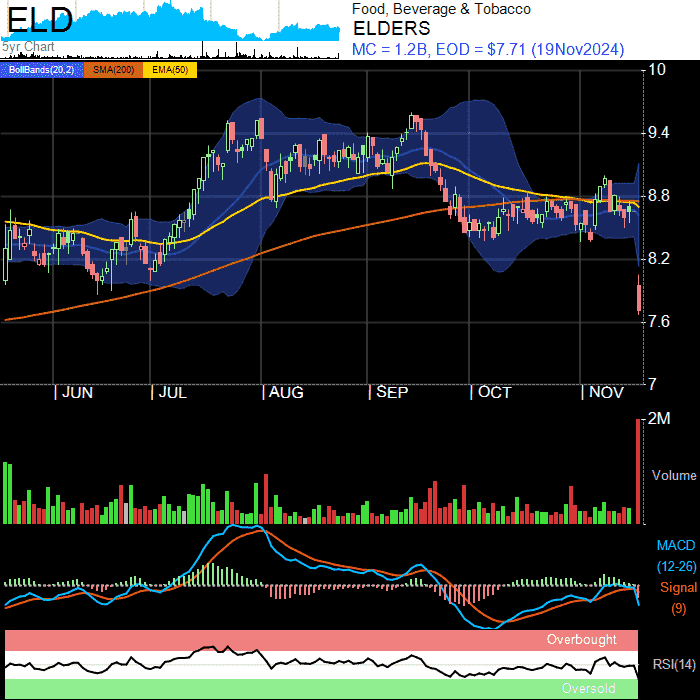 ELD
5yr Chart
Food, Beverage & Tobacco
ELDERS
MC = 1.2B, EOD = $7.71 (19Nov2024)
BollBands(20,2) SMA(200) EMA(50)
10
9.4
8.8
8.2
7.6
7
JUN JUL AUG SEP OCT NOV
2M
Volume
MACD
(12-26)
Signal
(9)
Overbought
RSI(14)
Oversold